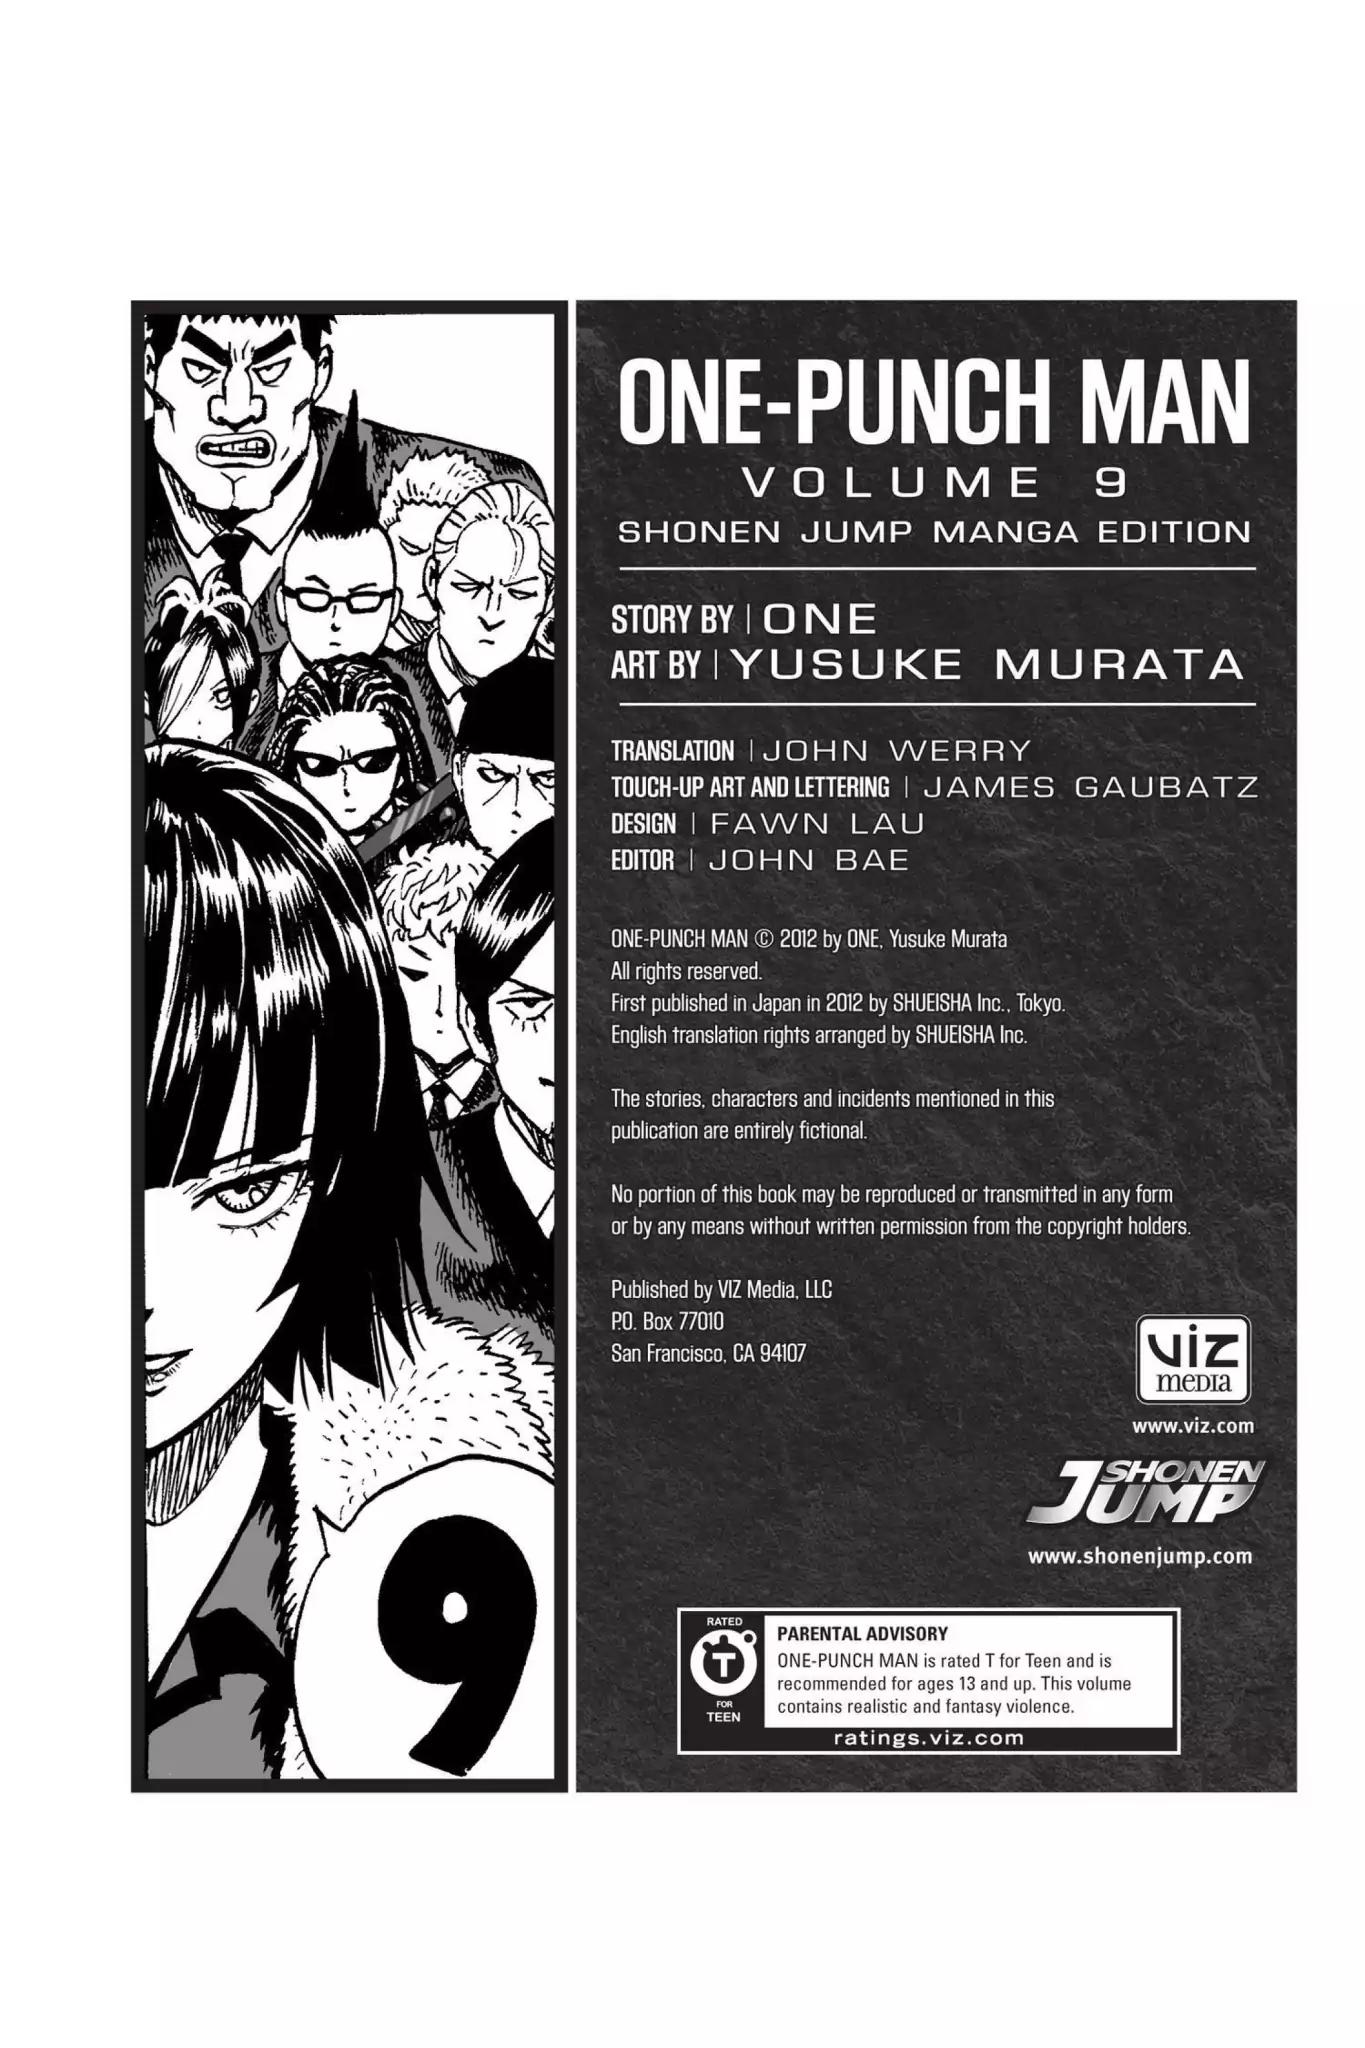 ONE-PUNCH MAN
VOLUME 9
SHONEN JUMP MANGA EDITION
STORY BY | ONE
ART BY | YUSUKE MURATA
TRANSLATION | JOHN WERRY
TOUCH-UP ART AND LETTERING | JAMES GAUBATZ
DESIGN | FAWN LAU
EDITOR | JOHN BAE
ONE-PUNCH MAN © 2012 by ONE, Yusuke Murata
All rights reserved.
First published in Japan in 2012 by SHUEISHA Inc., Tokyo.
English translation rights arranged by SHUEISHA Inc.
The stories, characters and incidents mentioned in this
publication are entirely fictional.
No portion of this book may be reproduced or transmitted in any form
or by any means without written permission from the copyright holders.
Published by VIZ Media, LLC
P.O. Box 77010
San Francisco, CA 94107
VIZ
MEDIA
www.viz.com
SHONEN
JUMP
www.shonenjump.com
9
RATED
T
FOR
TEEN
PARENTAL ADVISORY
ONE-PUNCH MAN is rated T for Teen and is
recommended for ages 13 and up. This volume
contains realistic and fantasy violence.
ratings.viz.com